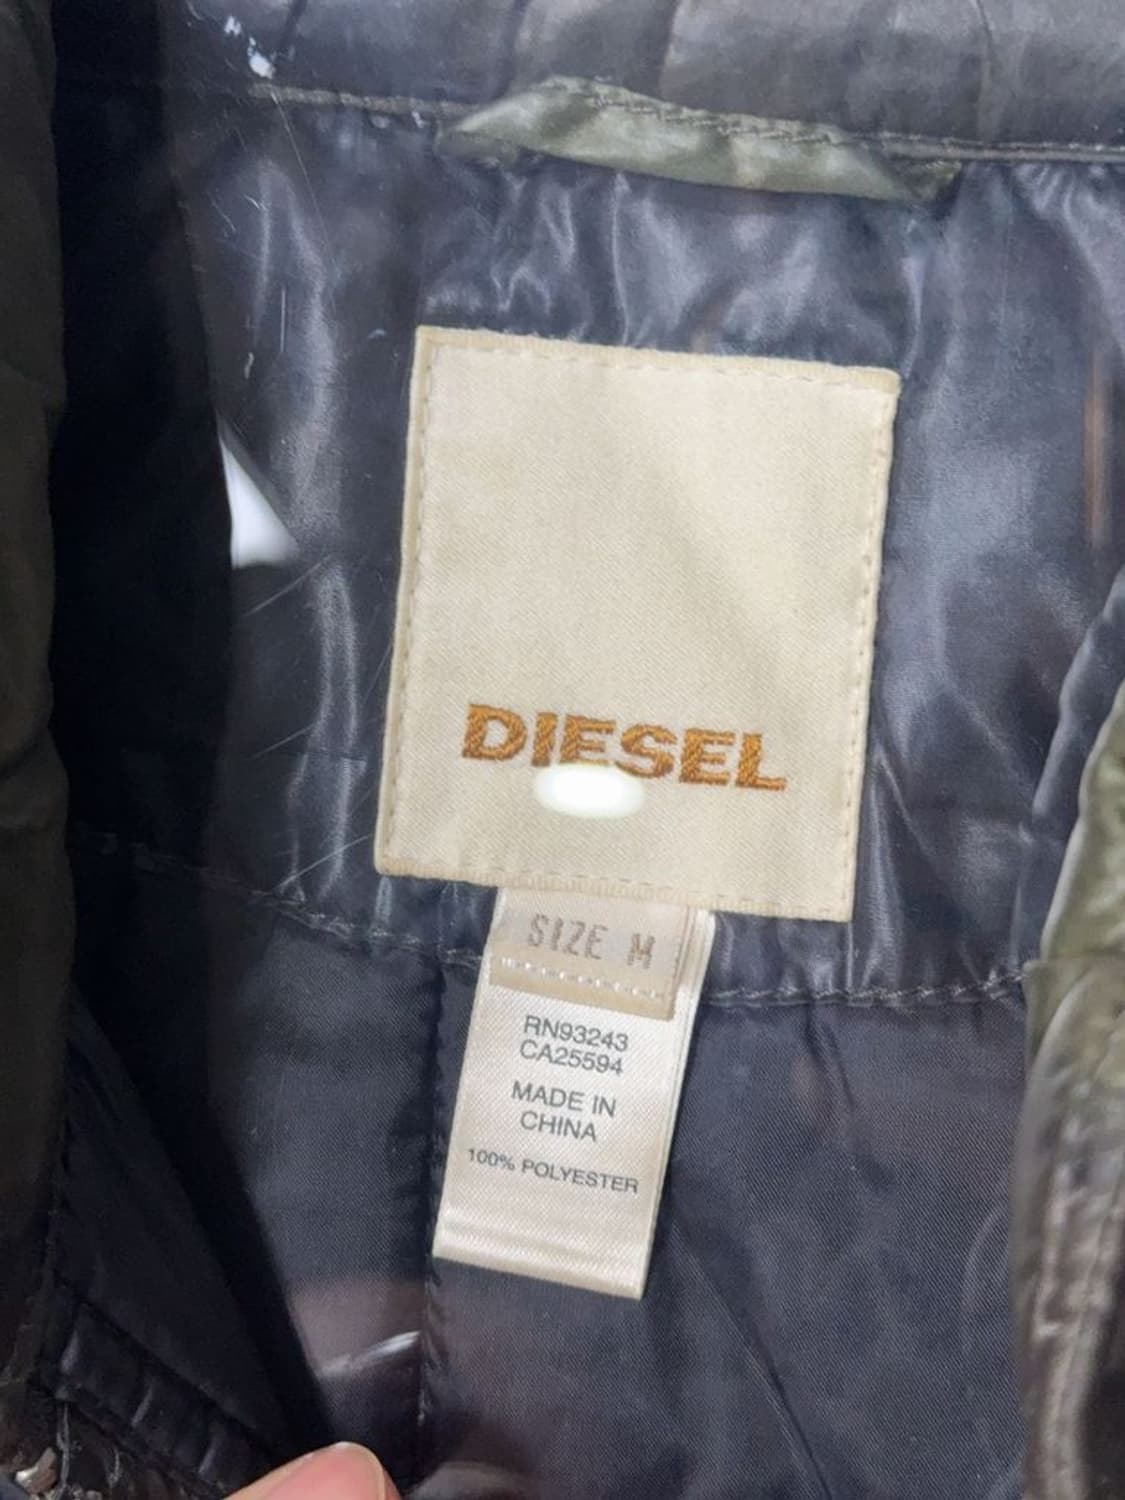 DIESEL
SIZE M
RN93243
CA25594
MADE IN
CHINA
100% POLYESTER